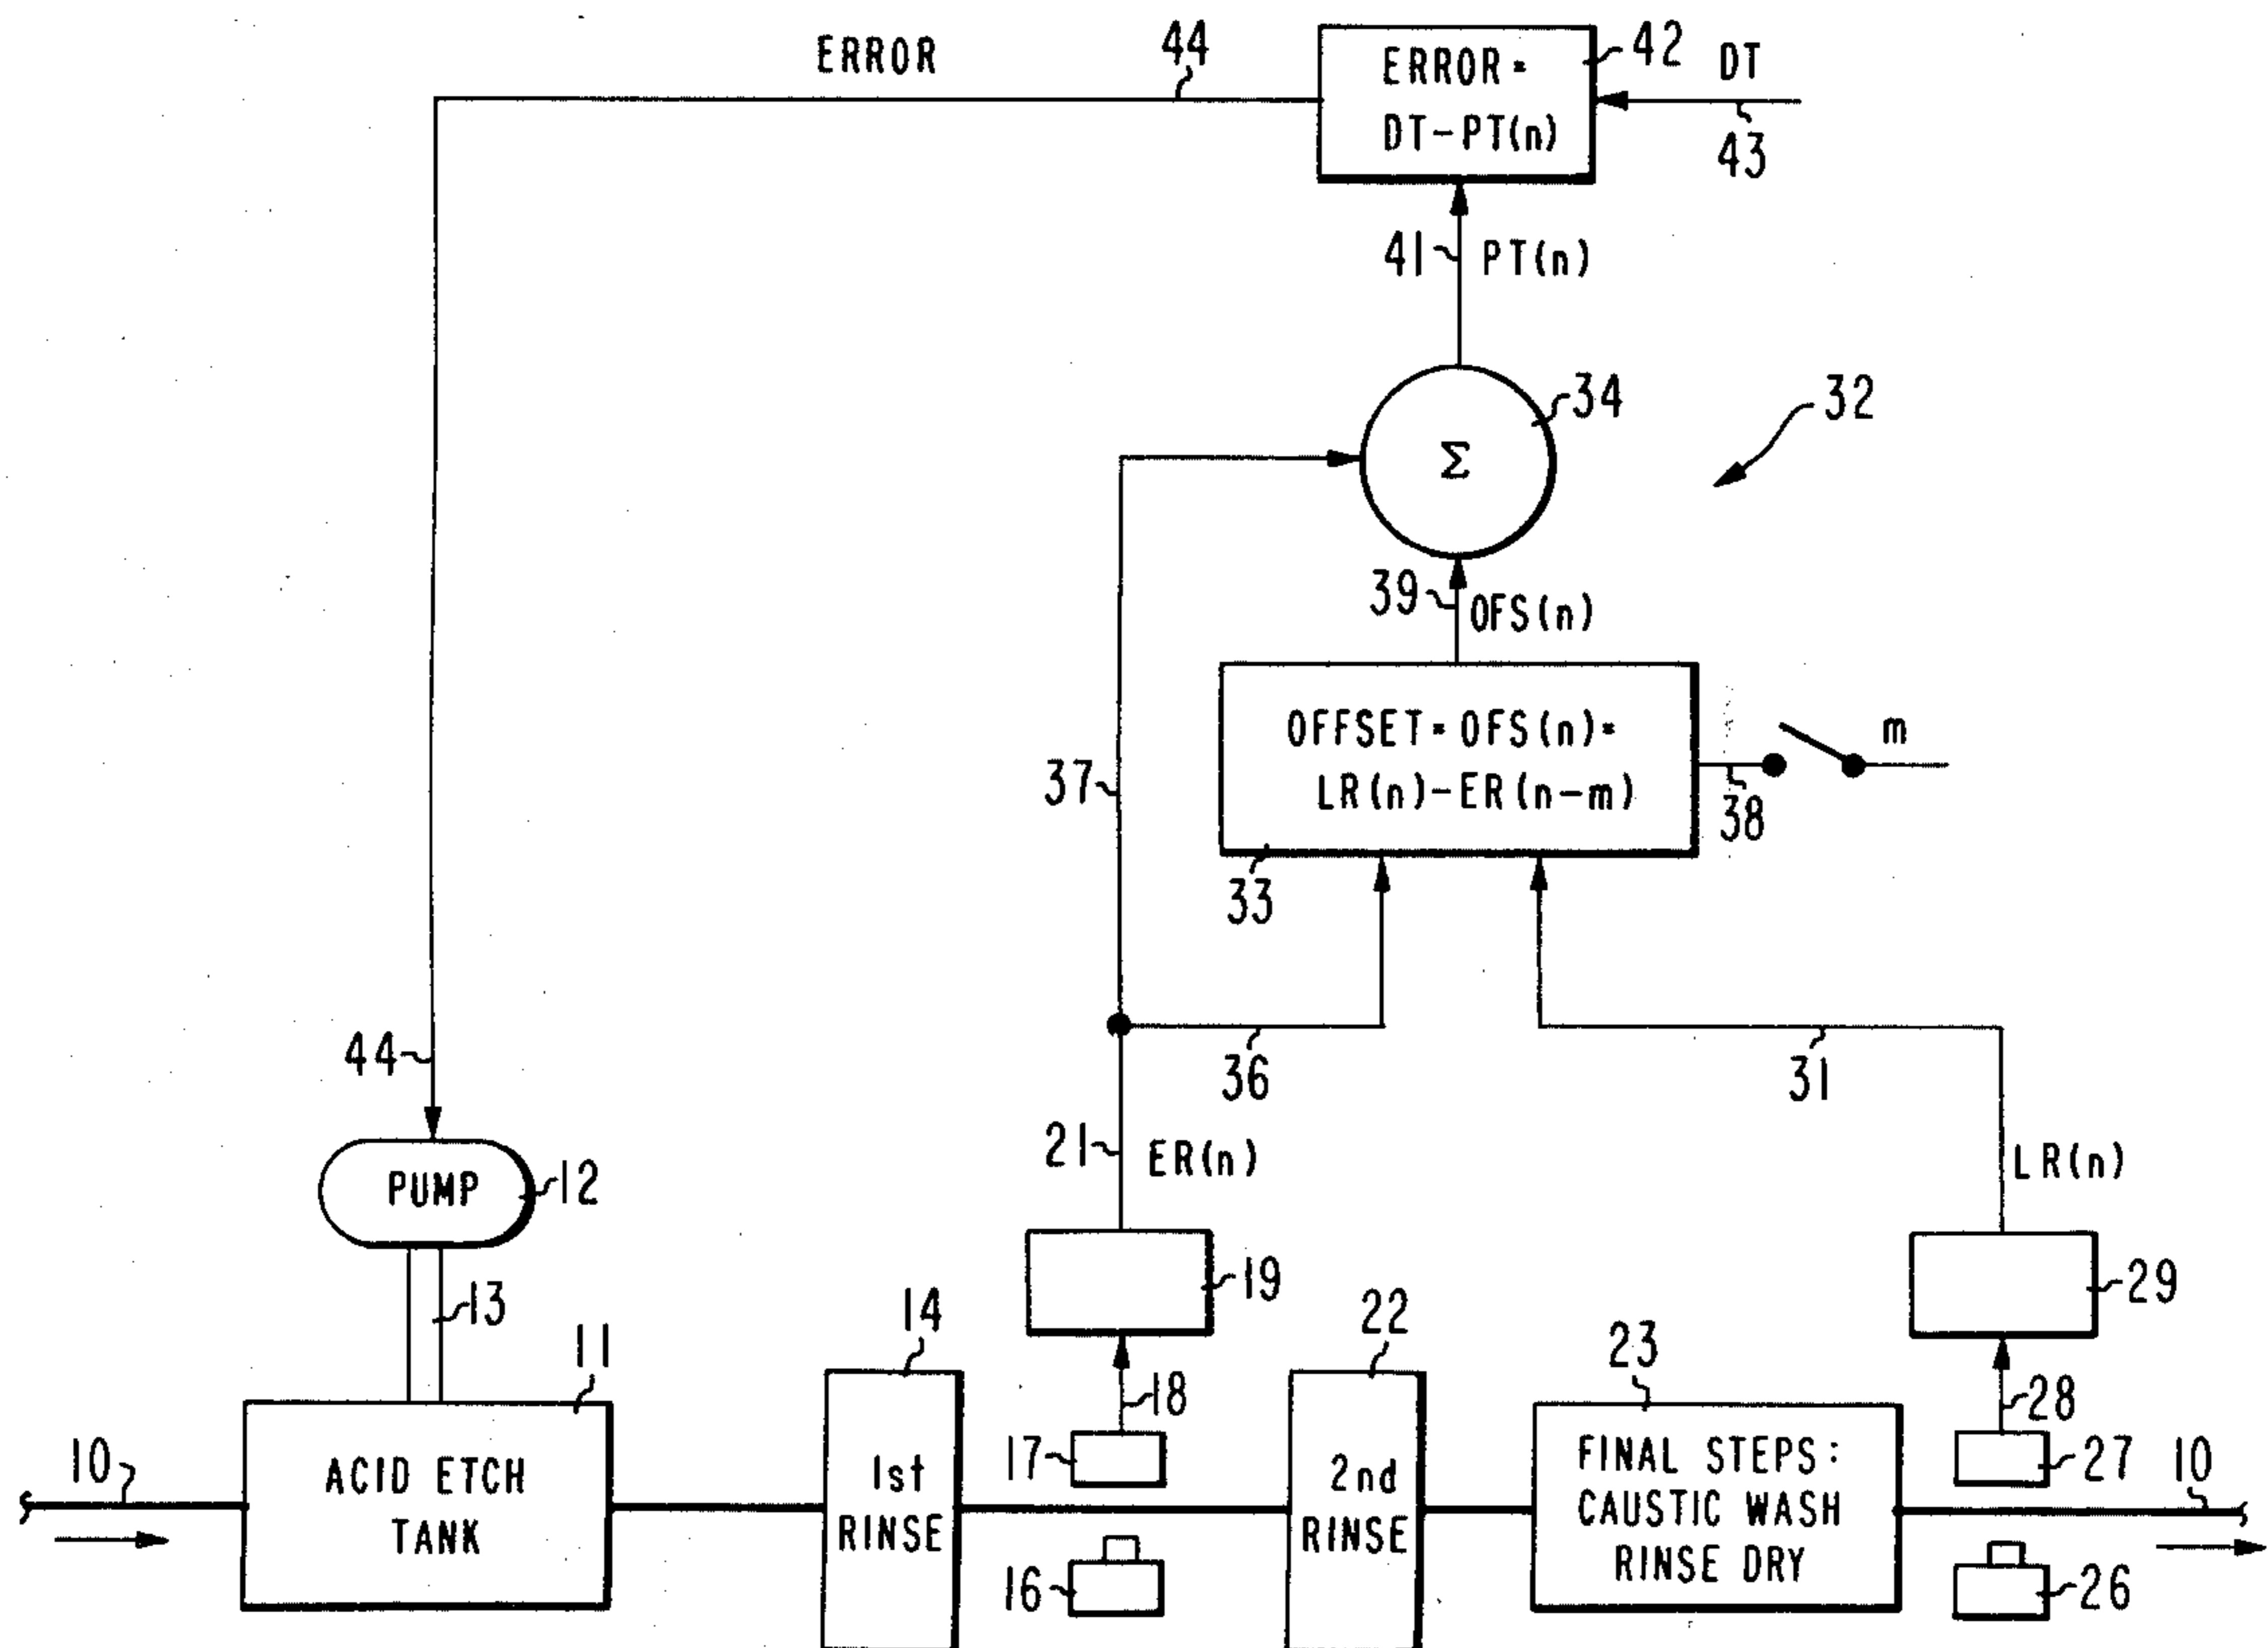 ERROR
44
ERROR=
DT-PT(n)
42
DT
43
41
PT(n)
34
32
Σ
39
OFS(n)
OFFSET=OFS(n)=
LR(n)-ER(n-m)
m
38
37
33
36
31
44
21
ER(n)
LR(n)
PUMP
12
13
19
29
11
14
22
23
18
28
17
27
10
10
ACID ETCH
TANK
1st
RINSE
2nd
RINSE
FINAL STEPS:
CAUSTIC WASH
RINSE DRY
16
26